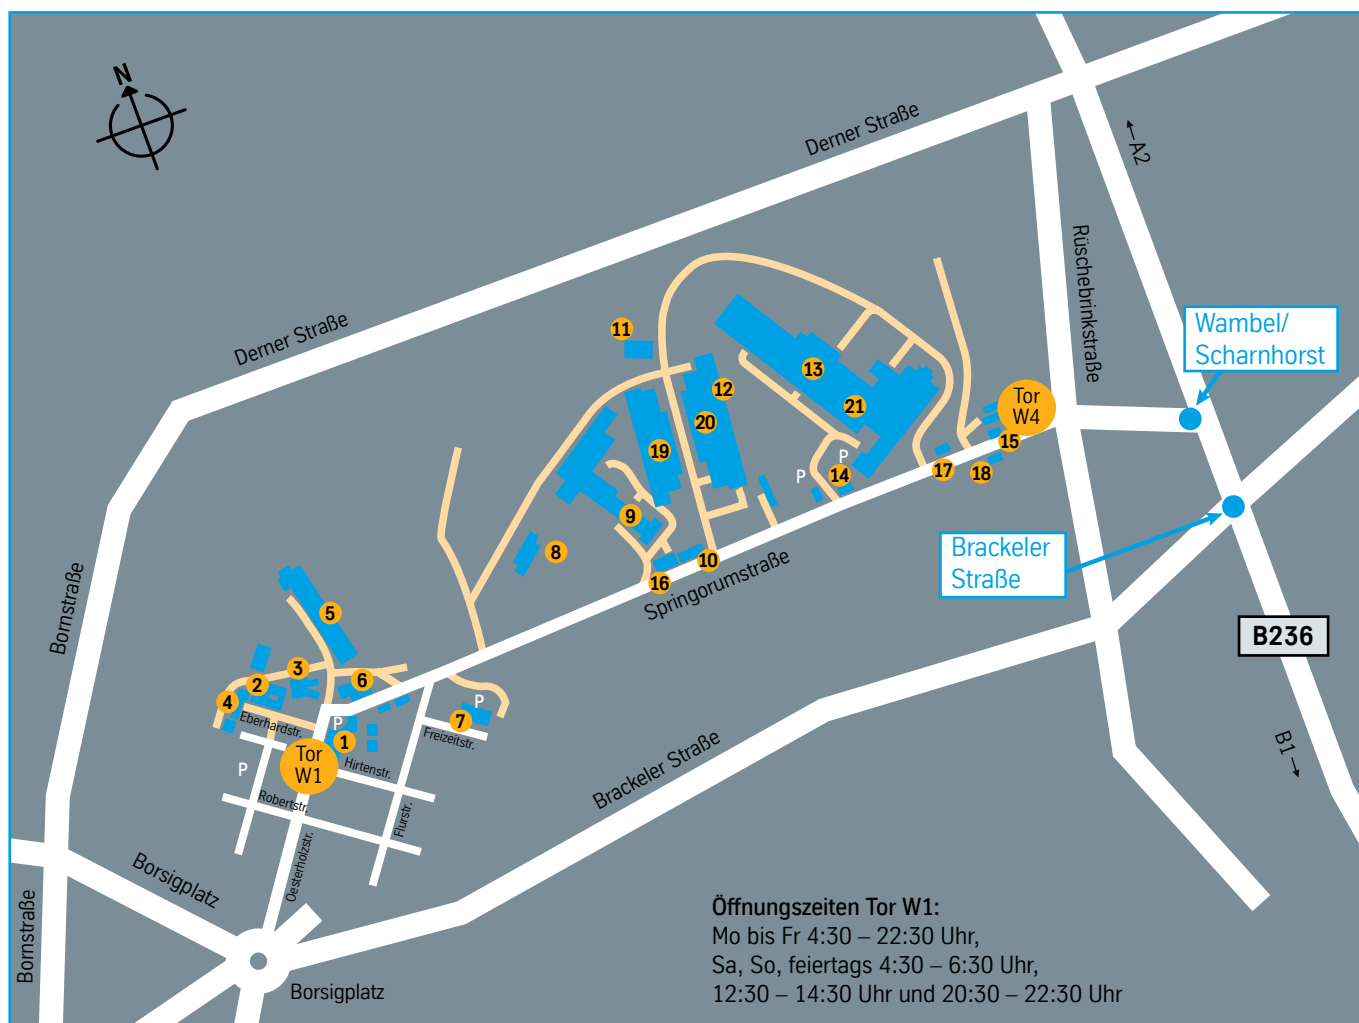 N
Derner Straße
←A2
Rüschebrinkstraße
Wambel/
Scharnhorst
Derner Straße
11
13
12
21
20
19
Tor
W4
15
P
P
14
17
18
9
8
10
16
Springorumstraße
Brackeler
Straße
B236
Bornstraße
5
3
2
6
4
P
7
Eberhardstr.
P
1
Freizeitstr.
Tor
W1
Hirtenstr.
P
Robertstr.
Flurstr.
Oesterholzstr.
Brackeler Straße
B1→
Borsigplatz
Bornstraße
Borsigplatz
Öffnungszeiten Tor W1:
Mo bis Fr 4:30 – 22:30 Uhr,
Sa, So, feiertags 4:30 – 6:30 Uhr,
12:30 – 14:30 Uhr und 20:30 – 22:30 Uhr